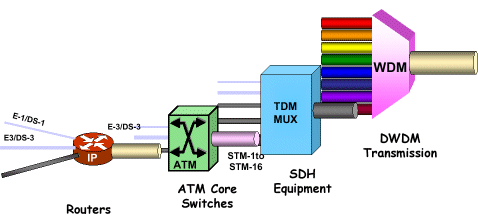 E-1/DS-1
E3/DS-3
IP
Routers
E-3/DS-3
ATM
ATM Core
Switches
STM-1to
STM-16
TDM
MUX
SDH
Equipment
WDM
DWDM
Transmission